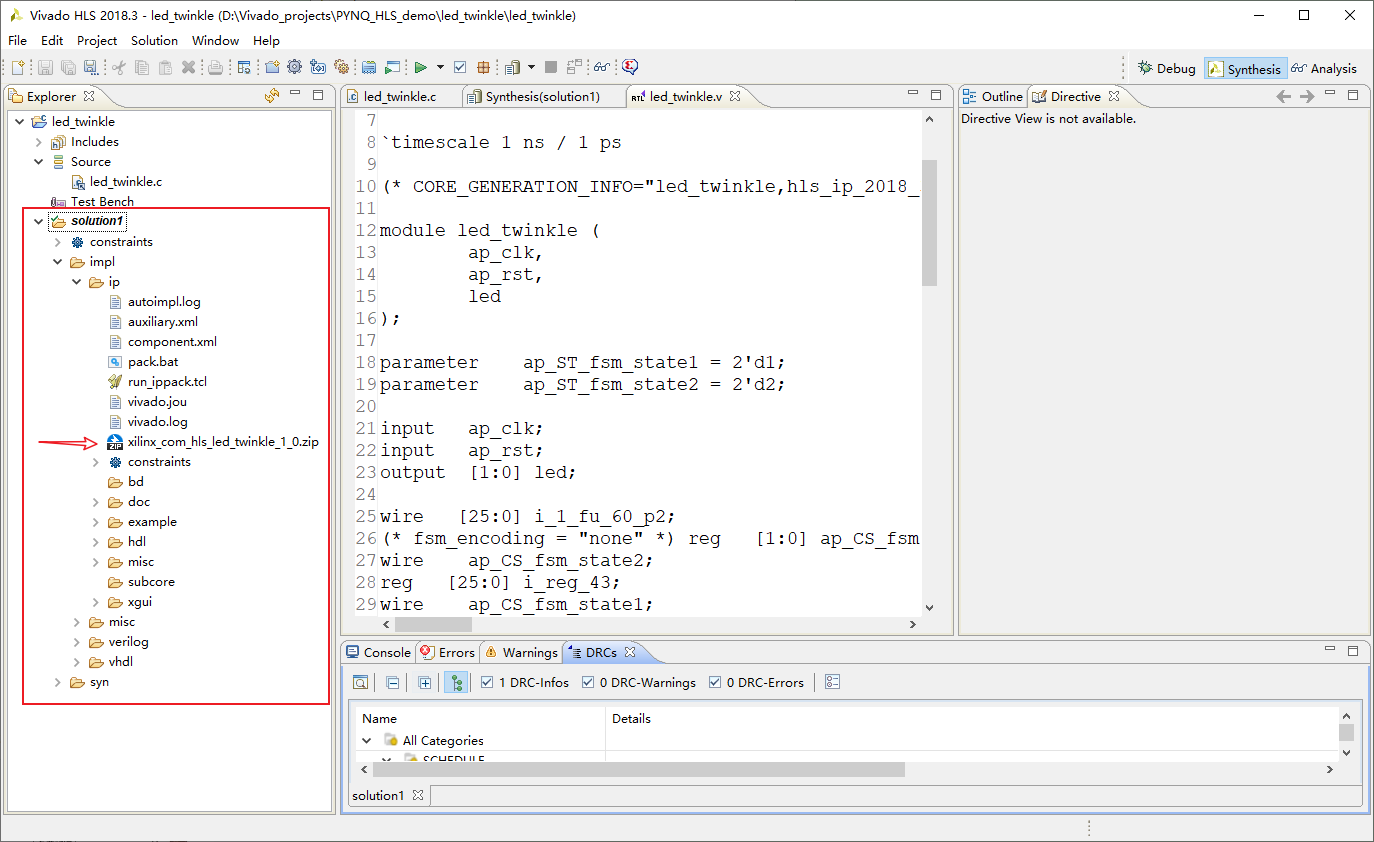 Vivado HLS 2018.3 - led_twinkle (D:\Vivado_projects\PYNQ_HLS_demo\led_twinkle\led_twinkle)
File Edit Project Solution Window Help
Debug Synthesis Analysis
Explorer
led_twinkle
Includes
Source
led_twinkle.c
Test Bench
solution1
constraints
impl
ip
autoimpl.log
auxiliary.xml
component.xml
pack.bat
run_ippack.tcl
vivado.jou
vivado.log
xilinx_com_hls_led_twinkle_1_0.zip
constraints
bd
doc
example
hdl
misc
subcore
xgui
misc
verilog
vhdl
syn
led_twinkle.c Synthesis(solution1) led_twinkle.v
7
8 `timescale 1 ns / 1 ps
9
10 (* CORE_GENERATION_INFO="led_twinkle,hls_ip_2018_
11
12 module led_twinkle (
13 ap_clk,
14 ap_rst,
15 led
16 );
17
18 parameter ap_ST_fsm_state1 = 2'd1;
19 parameter ap_ST_fsm_state2 = 2'd2;
20
21 input ap_clk;
22 input ap_rst;
23 output [1:0] led;
24
25 wire [25:0] i_1_fu_60_p2;
26 (* fsm_encoding = "none" *) reg [1:0] ap_CS_fsm
27 wire ap_CS_fsm_state2;
28 reg [25:0] i_reg_43;
29 wire ap_CS_fsm_state1;
Outline Directive
Directive View is not available.
Console Errors Warnings DRCs
1 DRC-Infos 0 DRC-Warnings 0 DRC-Errors
Name Details
All Categories
SCHEDULE
solution1